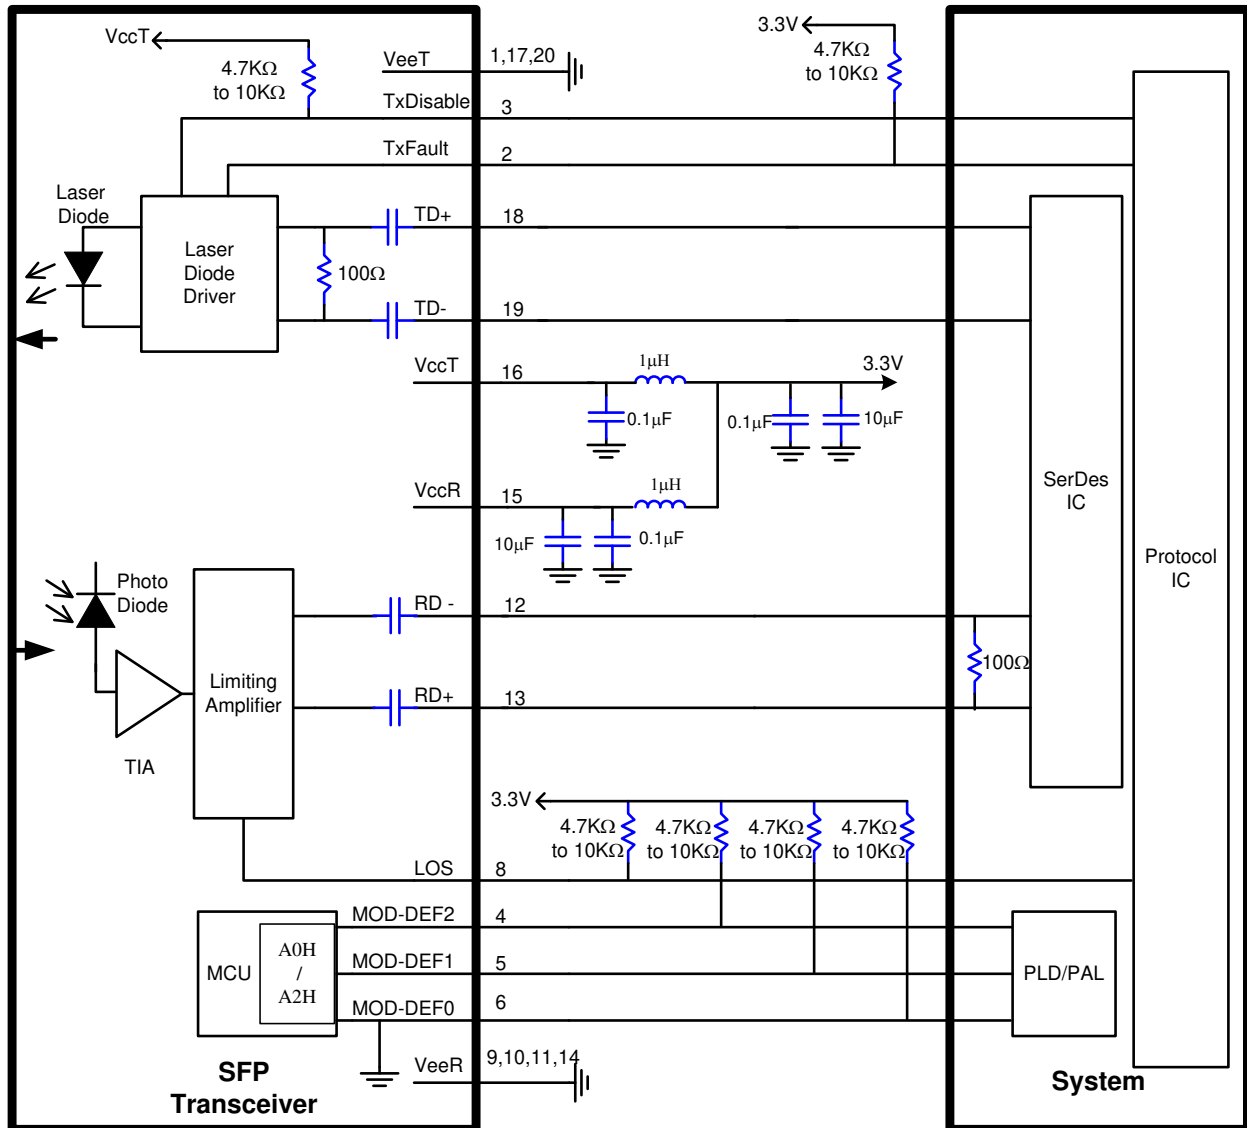 VccT
4.7KΩ
to 10KΩ
VeeT
1,17,20
3.3V
4.7KΩ
to 10KΩ
TxDisable
3
TxFault
2
Laser
Diode
Laser
Diode
Driver
TD+
18
100Ω
TD-
19
VccT
16
1μH
3.3V
0.1μF
0.1μF
10μF
VccR
15
1μH
10μF
0.1μF
SerDes
IC
Protocol
IC
Photo
Diode
RD -
12
100Ω
Limiting
Amplifier
RD+
13
TIA
3.3V
4.7KΩ
to 10KΩ
4.7KΩ
to 10KΩ
4.7KΩ
to 10KΩ
4.7KΩ
to 10KΩ
LOS
8
MOD-DEF2
4
MCU
A0H
/
A2H
MOD-DEF1
5
PLD/PAL
MOD-DEF0
6
VeeR
9,10,11,14
SFP
Transceiver
System